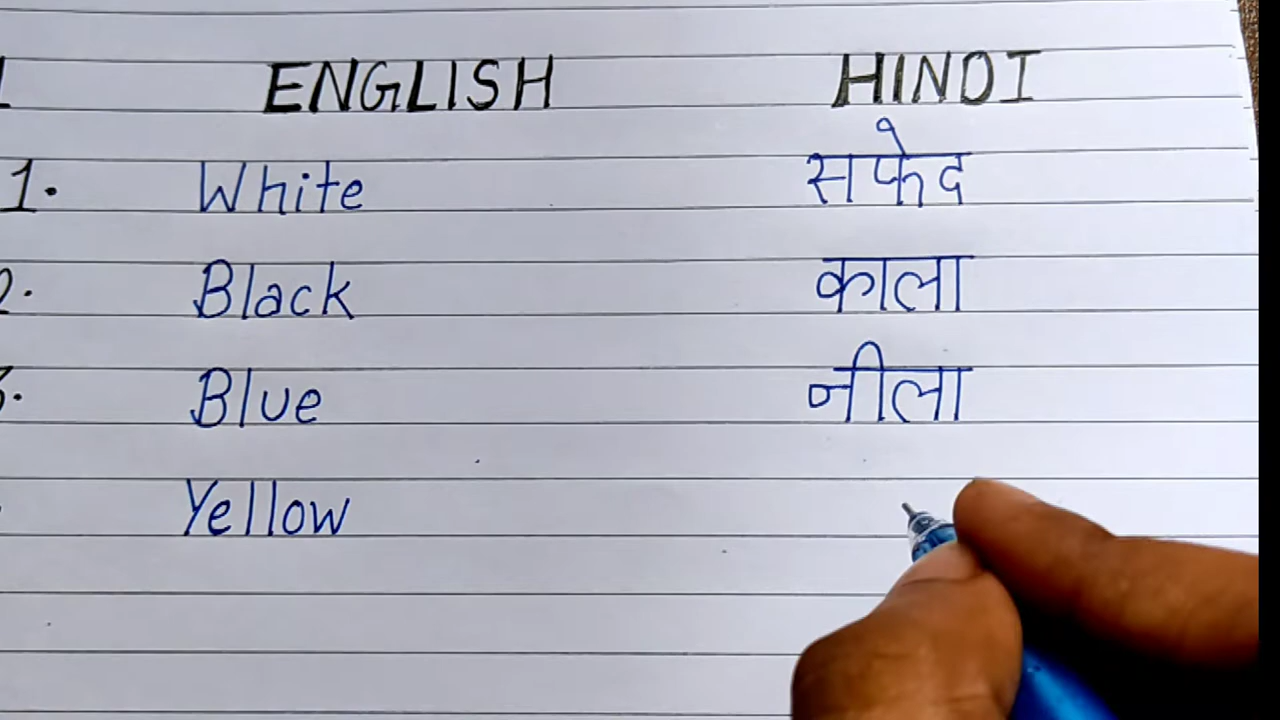 ENGLISH HINDI
1. White सफेद
2. Black काला
3. Blue नीला
Yellow